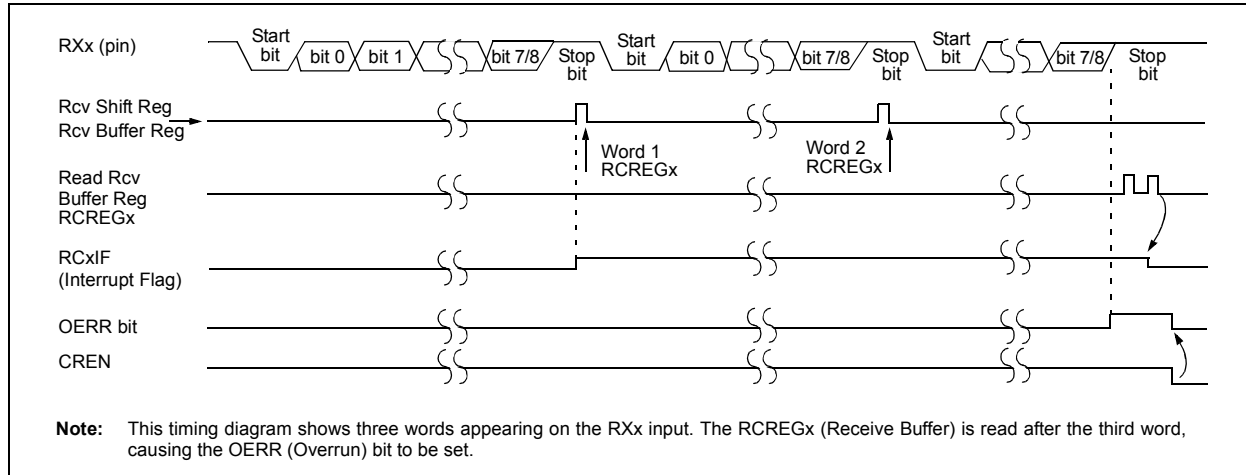 RXx (pin)
Start bit
bit 0
bit 1
bit 7/8
Stop bit
Start bit
bit 0
bit 7/8
Stop bit
Start bit
bit 7/8
Stop bit
Rcv Shift Reg
Rcv Buffer Reg
Word 1
RCREGx
Word 2
RCREGx
Read Rcv
Buffer Reg
RCREGx
RCxIF
(Interrupt Flag)
OERR bit
CREN
Note: This timing diagram shows three words appearing on the RXx input. The RCREGx (Receive Buffer) is read after the third word,
causing the OERR (Overrun) bit to be set.